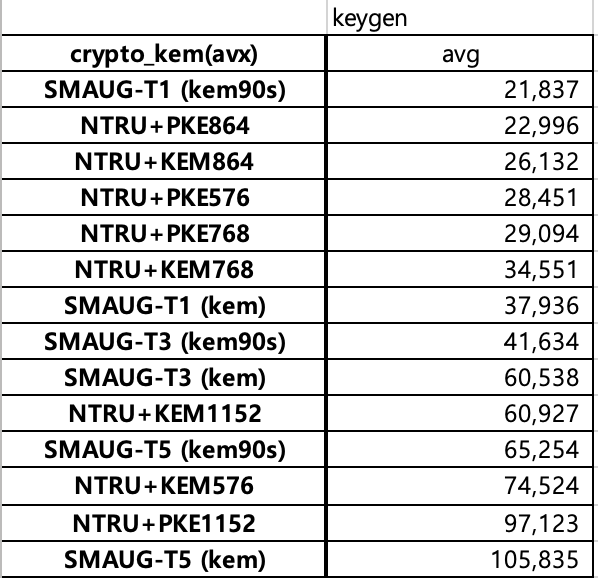 keygen
crypto_kem(avx) avg
SMAUG-T1 (kem90s) 21,837
NTRU+PKE864 22,996
NTRU+KEM864 26,132
NTRU+PKE576 28,451
NTRU+PKE768 29,094
NTRU+KEM768 34,551
SMAUG-T1 (kem) 37,936
SMAUG-T3 (kem90s) 41,634
SMAUG-T3 (kem) 60,538
NTRU+KEM1152 60,927
SMAUG-T5 (kem90s) 65,254
NTRU+KEM576 74,524
NTRU+PKE1152 97,123
SMAUG-T5 (kem) 105,835